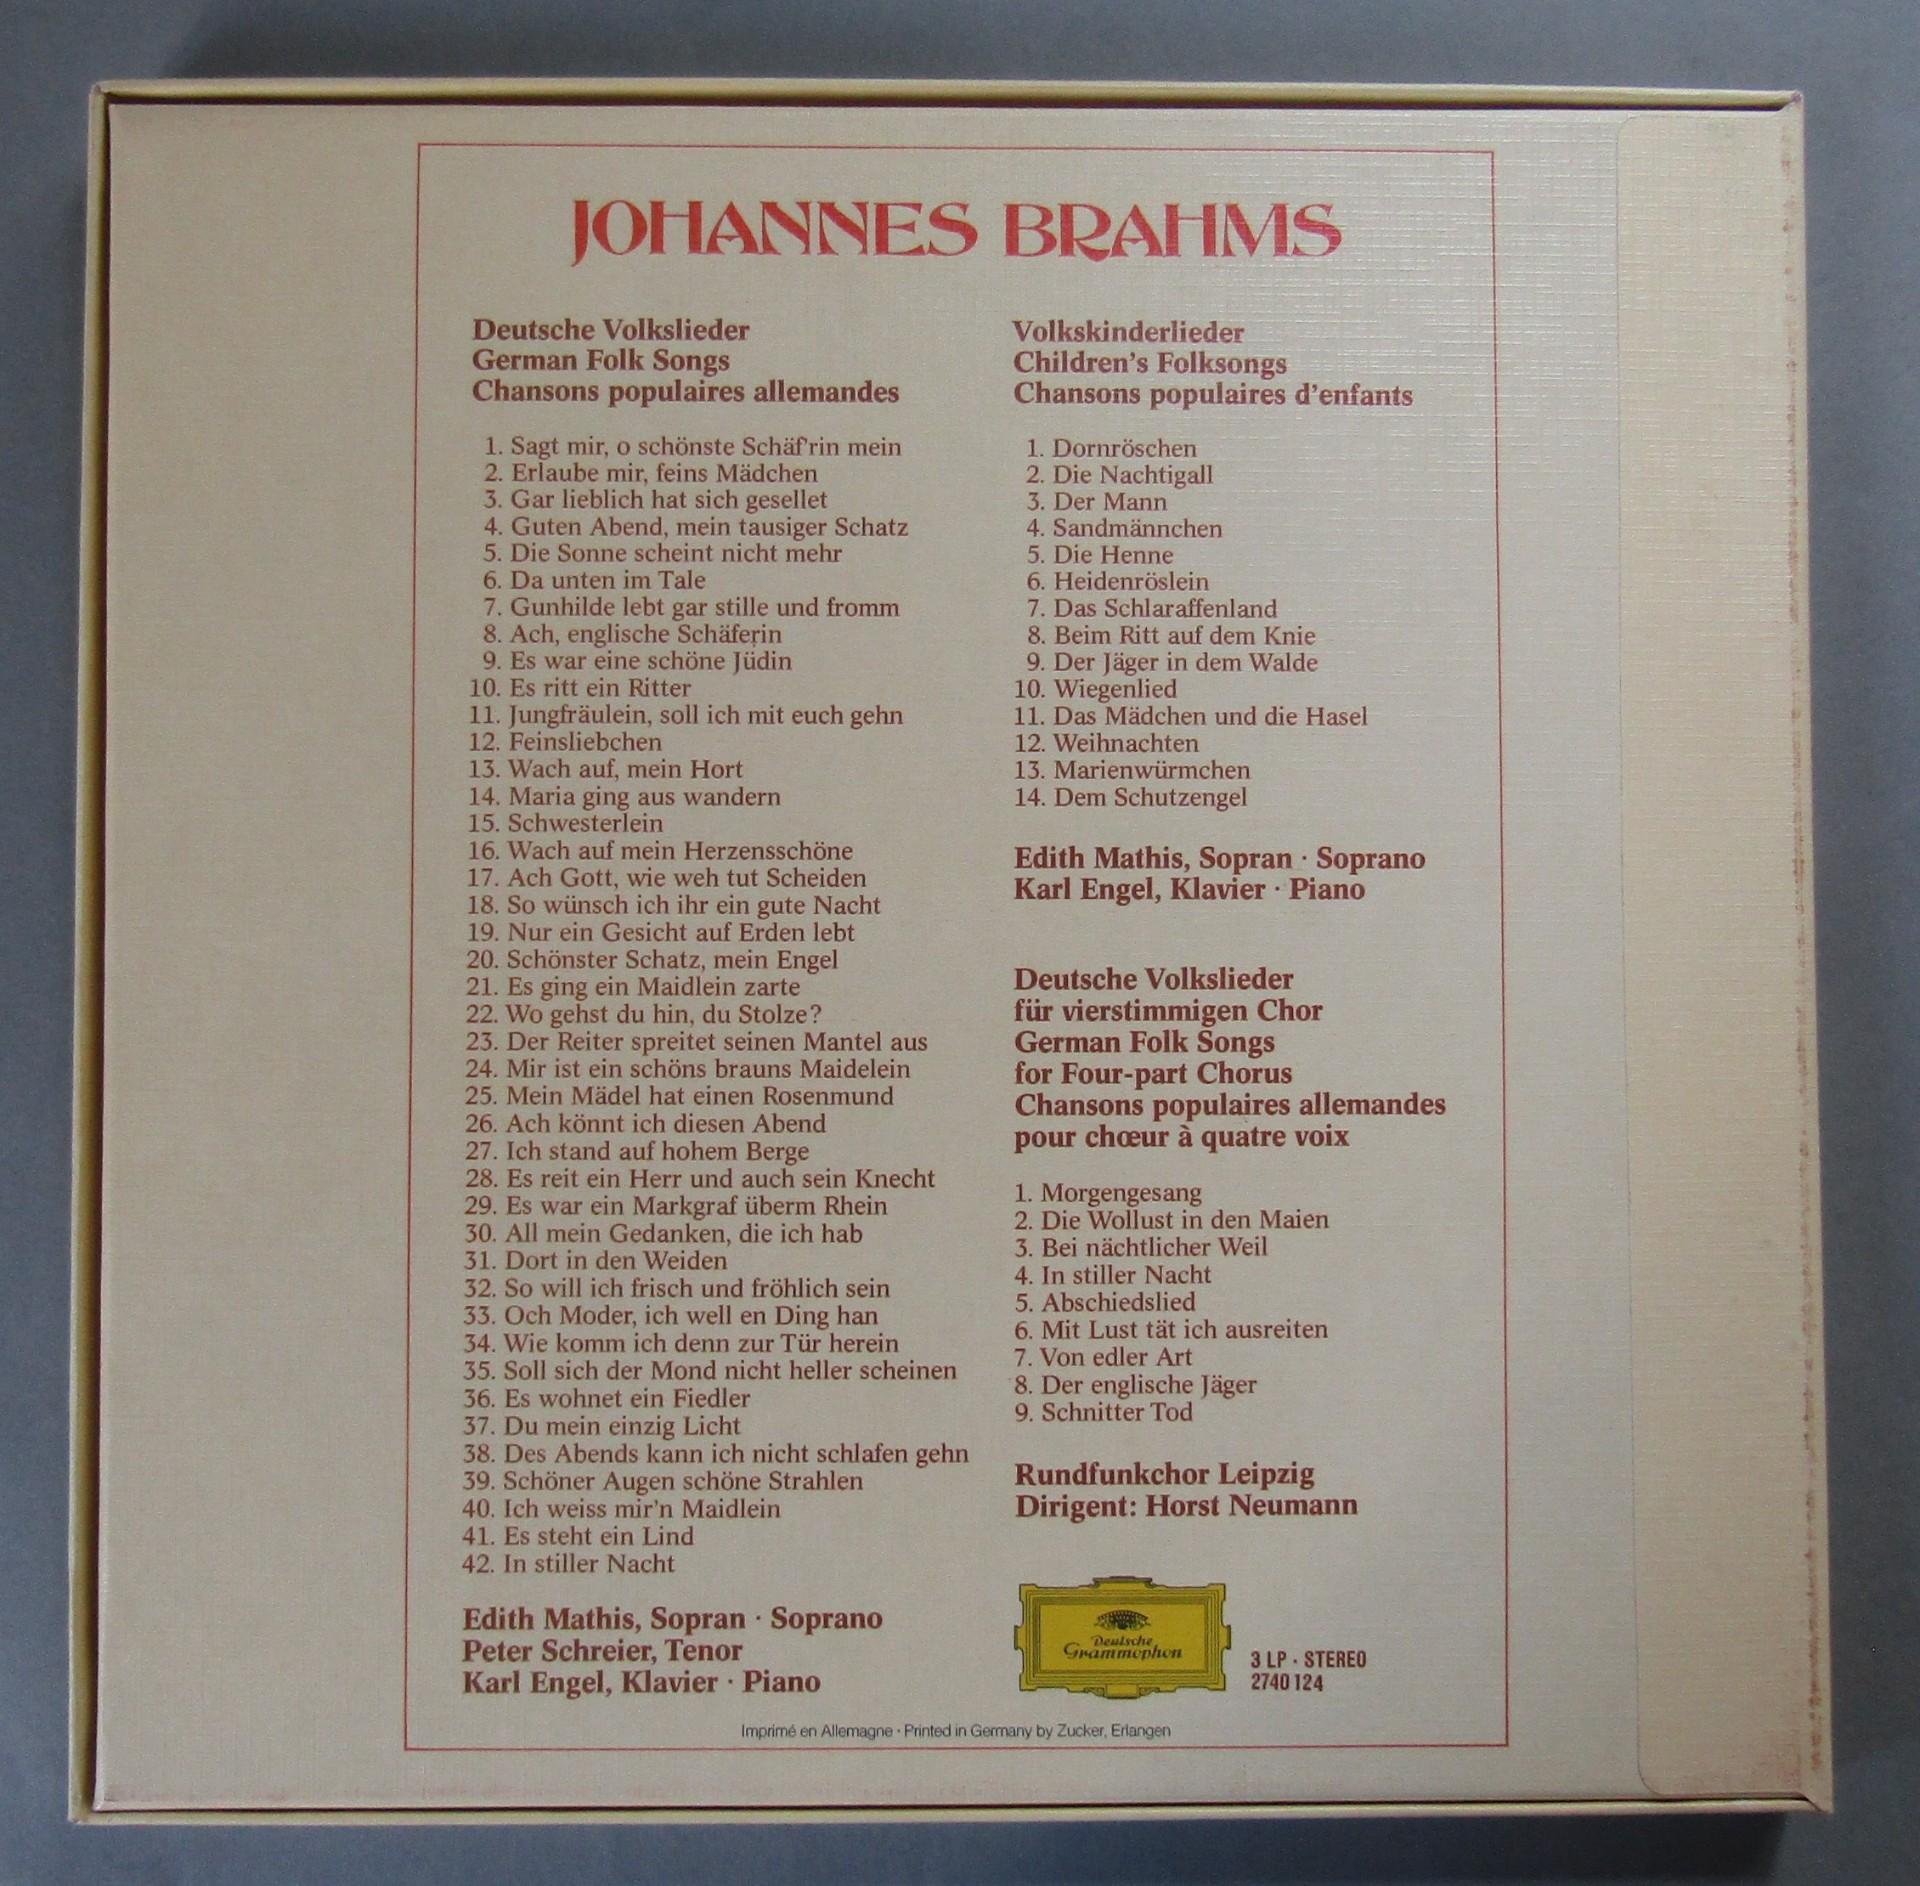 JOHANNES BRAHMS
Deutsche Volkslieder
German Folk Songs
Chansons populaires allemandes
1. Sagt mir, o schönste Schäf'rin mein
2. Erlaube mir, feins Mädchen
3. Gar lieblich hat sich gesellet
4. Guten Abend, mein tausiger Schatz
5. Die Sonne scheint nicht mehr
6. Da unten im Tale
7. Gunhilde lebt gar stille und fromm
8. Ach, englische Schäferin
9. Es war eine schöne Jüdin
10. Es ritt ein Ritter
11. Jungfräulein, soll ich mit euch gehn
12. Feinsliebchen
13. Wach auf, mein Hort
14. Maria ging aus wandern
15. Schwesterlein
16. Wach auf mein Herzensschöne
17. Ach Gott, wie weh tut Scheiden
18. So wünsch ich ihr ein gute Nacht
19. Nur ein Gesicht auf Erden lebt
20. Schönster Schatz, mein Engel
21. Es ging ein Maidlein zarte
22. Wo gehst du hin, du Stolze?
23. Der Reiter spreitet seinen Mantel aus
24. Mir ist ein schöns brauns Maidelein
25. Mein Mädel hat einen Rosenmund
26. Ach könnt ich diesen Abend
27. Ich stand auf hohem Berge
28. Es reit ein Herr und auch sein Knecht
29. Es war ein Markgraf überm Rhein
30. All mein Gedanken, die ich hab
31. Dort in den Weiden
32. So will ich frisch und fröhlich sein
33. Och Moder, ich well en Ding han
34. Wie komm ich denn zur Tür herein
35. Soll sich der Mond nicht heller scheinen
36. Es wohnet ein Fiedler
37. Du mein einzig Licht
38. Des Abends kann ich nicht schlafen gehn
39. Schöner Augen schöne Strahlen
40. Ich weiss mir'n Maidlein
41. Es steht ein Lind
42. In stiller Nacht
Edith Mathis, Sopran · Soprano
Peter Schreier, Tenor
Karl Engel, Klavier · Piano
Volkskinderlieder
Children's Folksongs
Chansons populaires d'enfants
1. Dornröschen
2. Die Nachtigall
3. Der Mann
4. Sandmännchen
5. Die Henne
6. Heidenröslein
7. Das Schlaraffenland
8. Beim Ritt auf dem Knie
9. Der Jäger in dem Walde
10. Wiegenlied
11. Das Mädchen und die Hasel
12. Weihnachten
13. Marienwürmchen
14. Dem Schutzengel
Edith Mathis, Sopran · Soprano
Karl Engel, Klavier · Piano
Deutsche Volkslieder
für vierstimmigen Chor
German Folk Songs
for Four-part Chorus
Chansons populaires allemandes
pour chœur à quatre voix
1. Morgengesang
2. Die Wollust in den Maien
3. Bei nächtlicher Weil
4. In stiller Nacht
5. Abschiedslied
6. Mit Lust tät ich ausreiten
7. Von edler Art
8. Der englische Jäger
9. Schnitter Tod
Rundfunkchor Leipzig
Dirigent: Horst Neumann
Deutsche
Grammophon
3 LP · STEREO
2740 124
Imprimé en Allemagne · Printed in Germany by Zucker, Erlangen